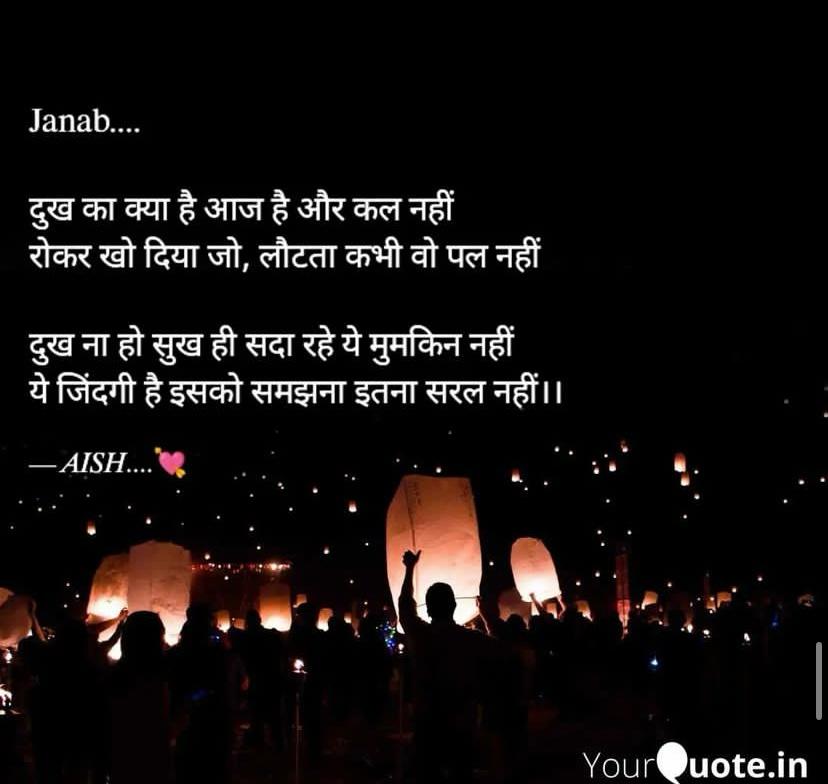 Janab....
दुख का क्या है आज है और कल नहीं
रोकर खो दिया जो, लौटता कभी वो पल नहीं
दुख ना हो सुख ही सदा रहे ये मुमकिन नहीं
ये जिंदगी है इसको समझना इतना सरल नहीं।।
—AISH....💘
YourQuote.in